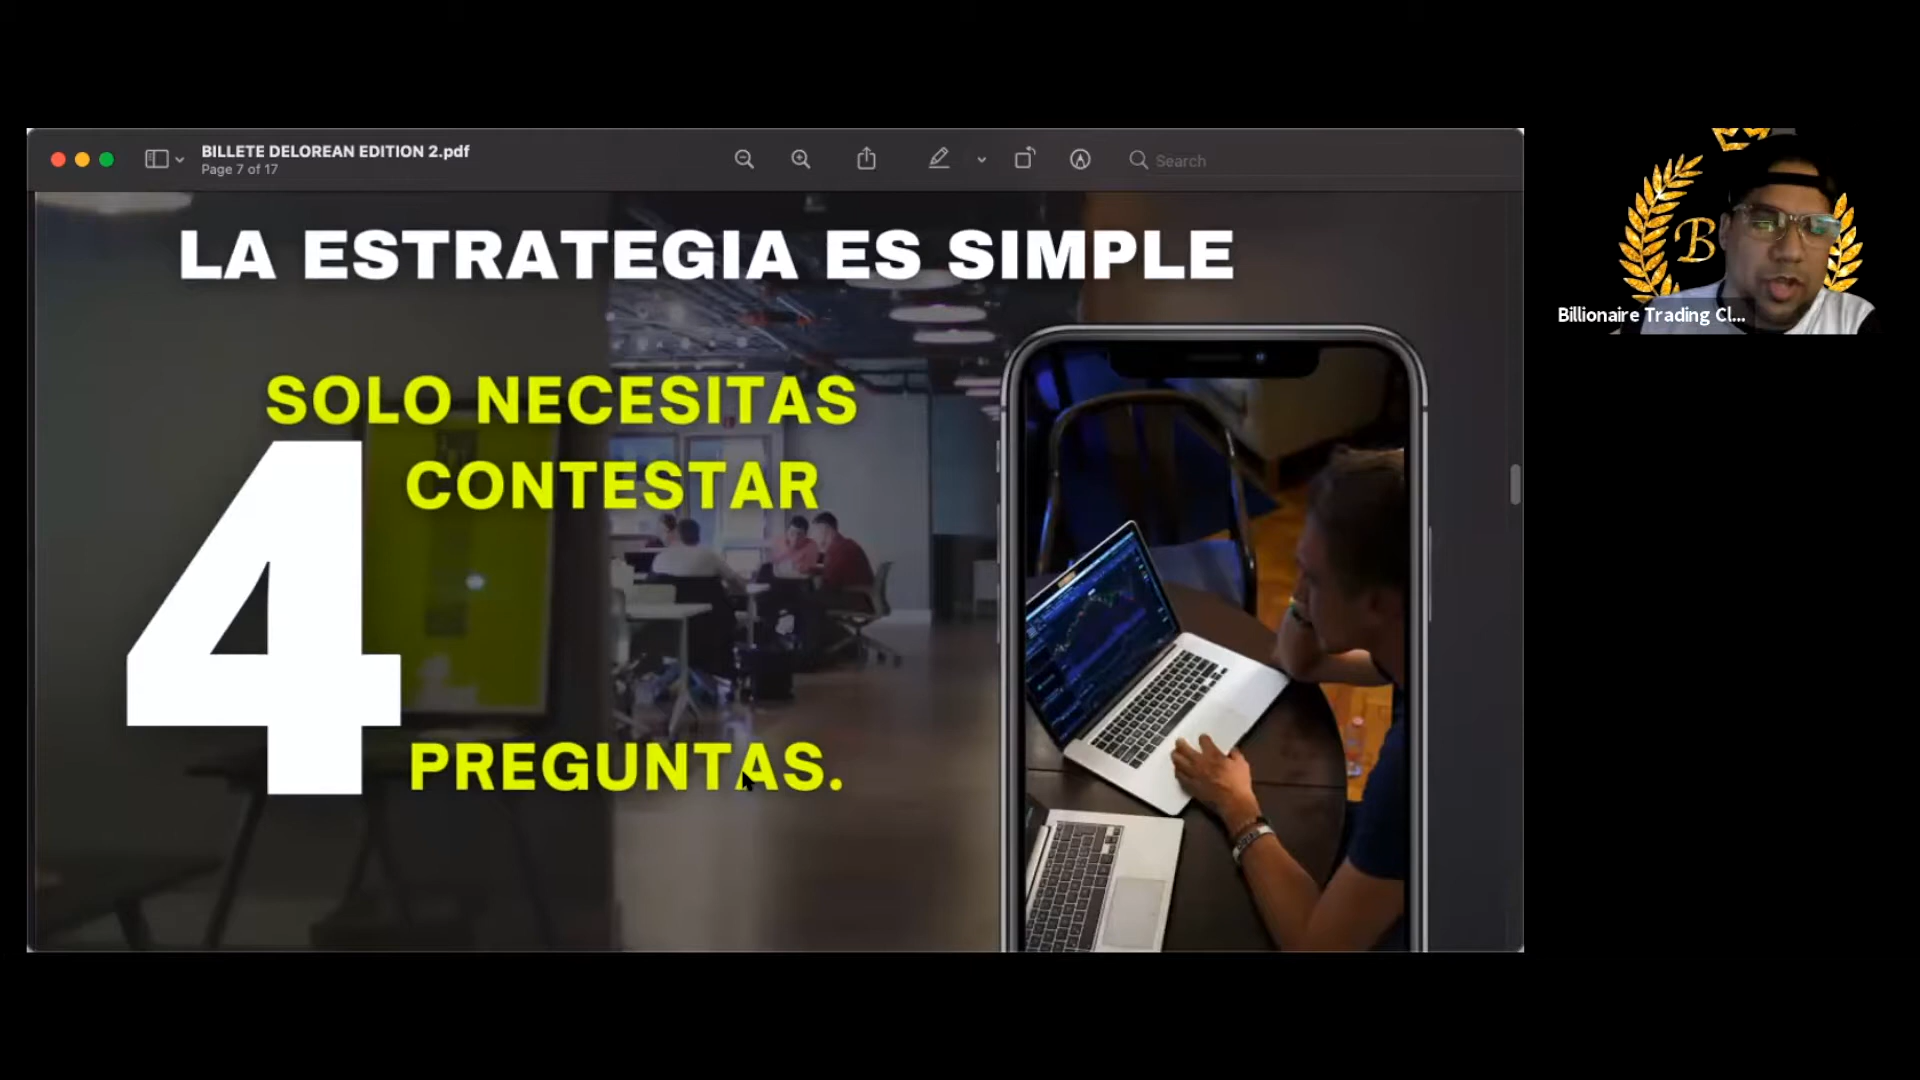 BILLETE DELOREAN EDITION 2.pdf
Page 7 of 17
Search
LA ESTRATEGIA ES SIMPLE
SOLO NECESITAS
CONTESTAR
4
PREGUNTAS.
B
Billionaire Trading Cl...